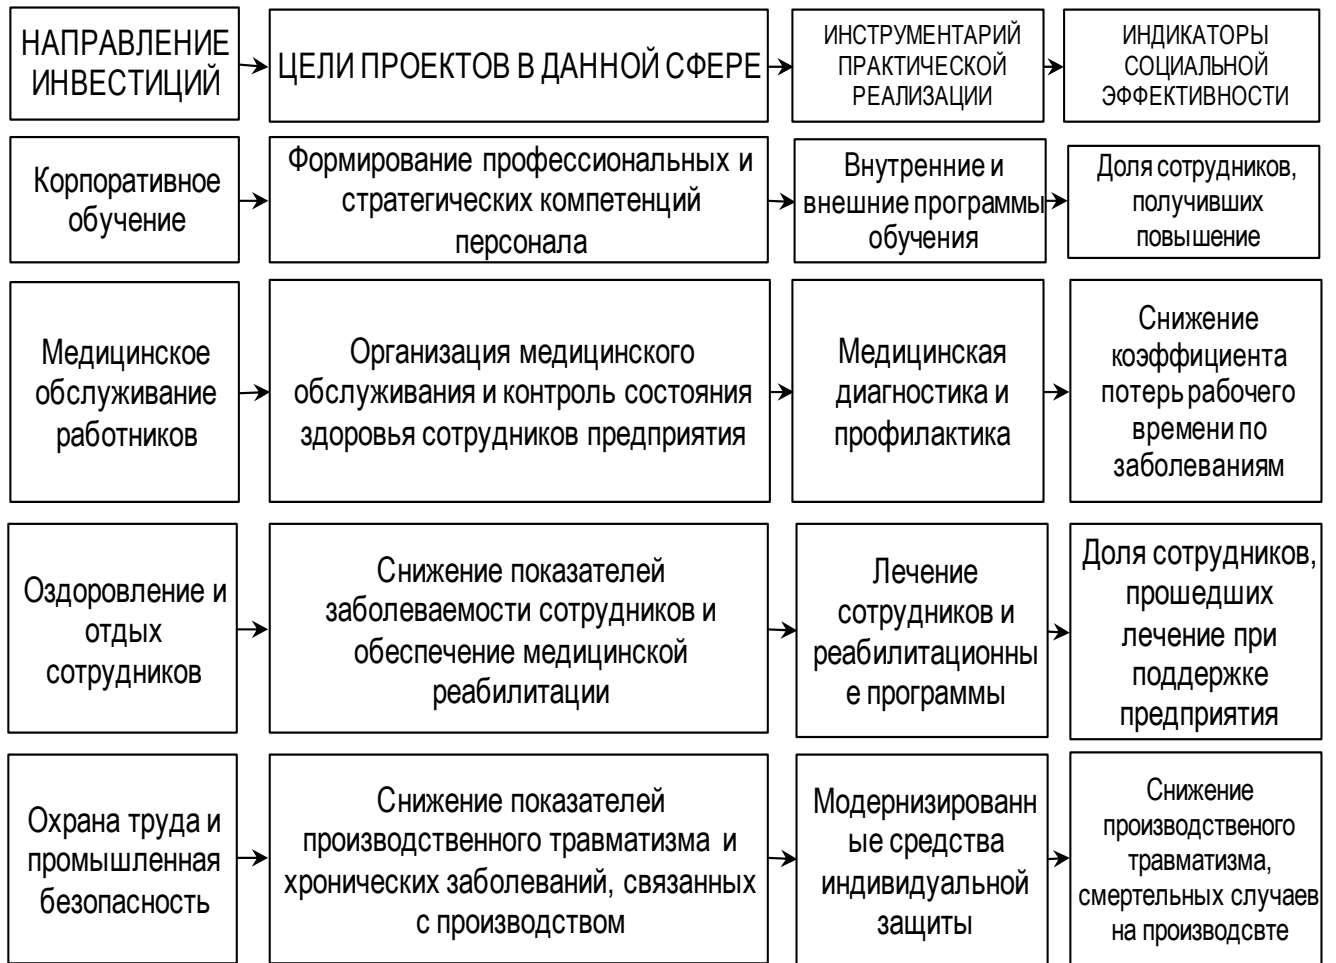 НАПРАВЛЕНИЕ
ИНВЕСТИЦИЙ
ЦЕЛИ ПРОЕКТОВ В ДАННОЙ СФЕРЕ
ИНСТРУМЕНТАРИЙ
ПРАКТИЧЕСКОЙ
РЕАЛИЗАЦИИ
ИНДИКАТОРЫ
СОЦИАЛЬНОЙ
ЭФФЕКТИВНОСТИ
Корпоративное
обучение
Формирование профессиональных и
стратегических компетенций
персонала
Внутренние и
внешние программы
обучения
Доля сотрудников,
получивших
повышение
Медицинское
обслуживание
работников
Организация медицинского
обслуживания и контроль состояния
здоровья сотрудников предприятия
Медицинская
диагностика и
профилактика
Снижение
коэффициента
потерь рабочего
времени по
заболеваниям
Оздоровление и
отдых
сотрудников
Снижение показателей
заболеваемости сотрудников и
обеспечение медицинской
реабилитации
Лечение
сотрудников и
реабилитационны
е программы
Доля сотрудников,
прошедших
лечение при
поддержке
предприятия
Охрана труда и
промышленная
безопасность
Снижение показателей
производственного травматизма и
хронических заболеваний, связанных
с производством
Модернизированн
ые средства
индивидуальной
защиты
Снижение
производственого
травматизма,
смертельных случаев
на производсвте